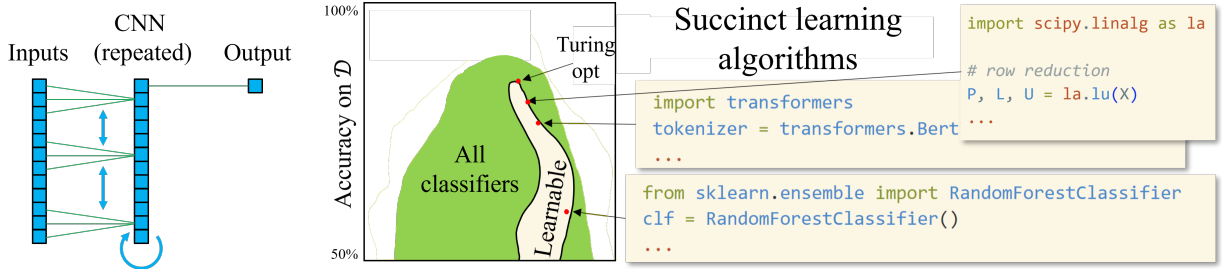 Inputs
CNN
(repeated)
Output
Accuracy on 𝒟
100%
50%
All
classifiers
Learnable
Turing
opt
Succinct learning
algorithms
import scipy.linalg as la
# row reduction
P, L, U = la.lu(X)
...
import transformers
tokenizer = transformers.Bert
...
from sklearn.ensemble import RandomForestClassifier
clf = RandomForestClassifier()
...